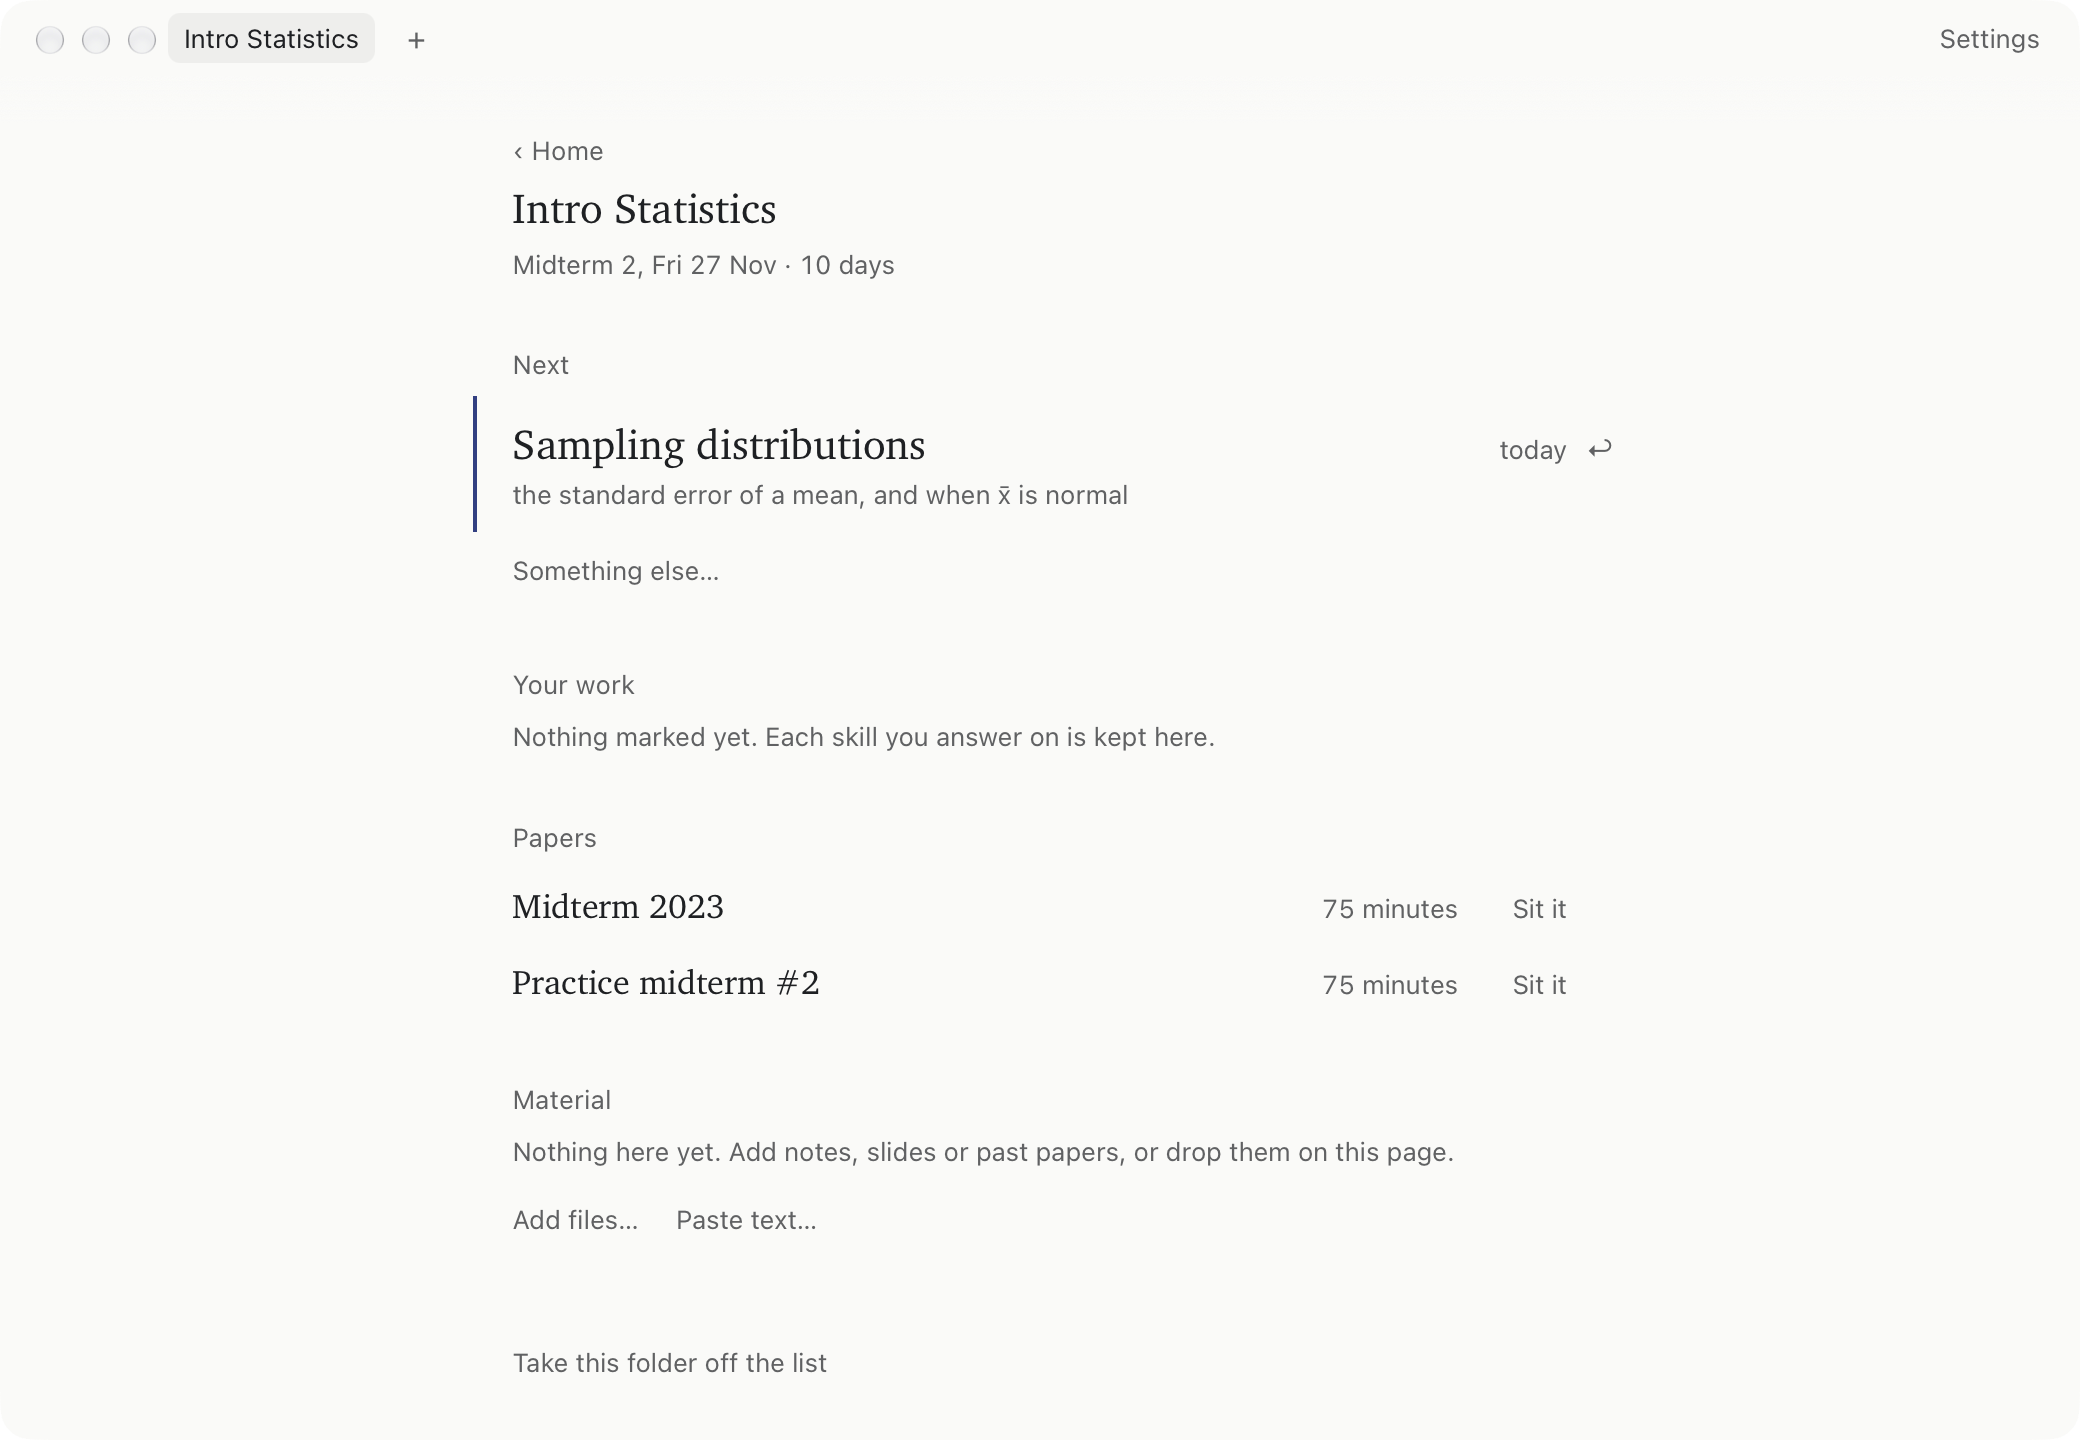 Intro Statistics
+
Settings
‹ Home
Intro Statistics
Midterm 2, Fri 27 Nov · 10 days
Next
Sampling distributions
today ↩
the standard error of a mean, and when x̄ is normal
Something else...
Your work
Nothing marked yet. Each skill you answer on is kept here.
Papers
Midterm 2023 75 minutes Sit it
Practice midterm #2 75 minutes Sit it
Material
Nothing here yet. Add notes, slides or past papers, or drop them on this page.
Add files... Paste text...
Take this folder off the list